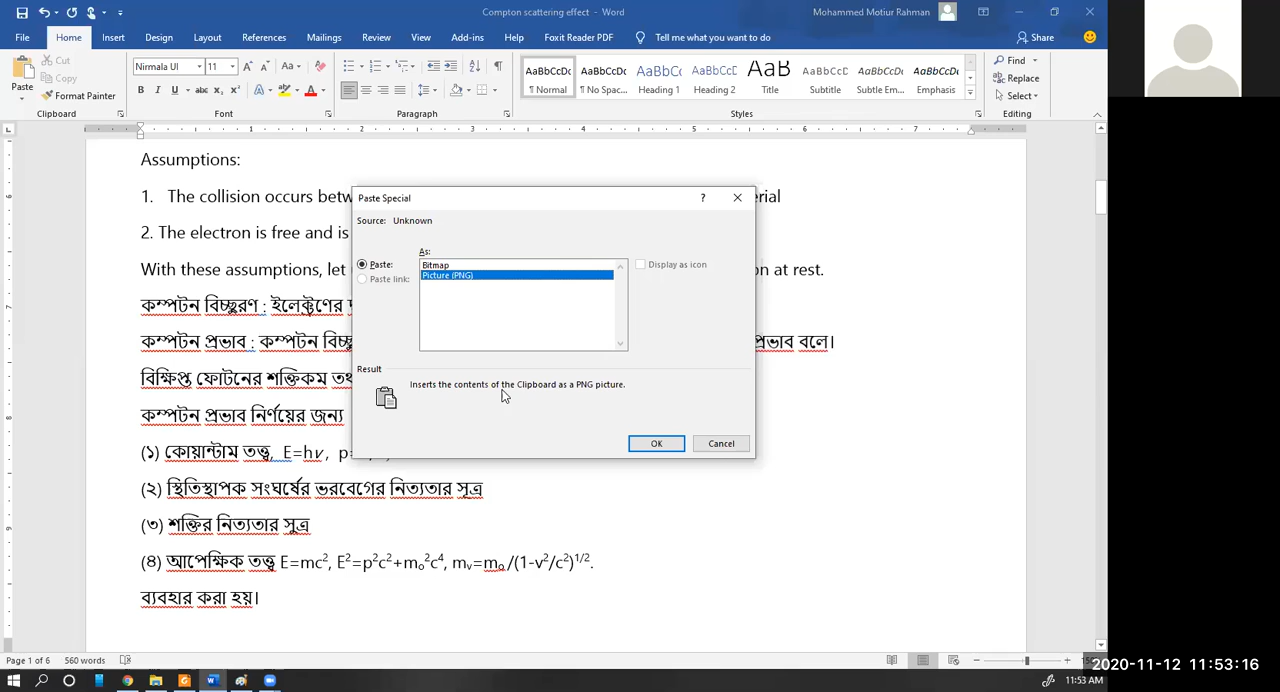 Compton scattering effect - Word
Mohammed Motiur Rahman
File Home Insert Design Layout References Mailings Review View Add-ins Help Foxit Reader PDF Tell me what you want to do Share
Paste
Cut
Copy
Format Painter
Clipboard
Nirmala UI 11
Font
Paragraph
AaBbCcDc AaBbCcDc AaBbC AaBbCcD AaB AaBbCcD AaBbCcDc AaBbCcDc
¶ Normal ¶ No Spac... Heading 1 Heading 2 Title Subtitle Subtle Em... Emphasis
Styles
Find
Replace
Select
Editing
Assumptions:
1. The collision occurs betw
erial
2. The electron is free and is
With these assumptions, let
on at rest.
কম্পটন বিচ্ছুরণ : ইলেক্ট্রণের
কম্পটন প্রভাব : কম্পটন বিচ্ছু
প্রভাব বলে।
বিক্ষিপ্ত ফোটনের শক্তিকম তথ
কম্পটন প্রভাব নির্ণয়ের জন্য
(১) কোয়ান্টাম তত্ত্ব, E=hν, p=
(২) স্থিতিস্থাপক সংঘর্ষের ভরবেগের নিত্যতার সূত্র
(৩) শক্তির নিত্যতার সুত্র
(৪) আপেক্ষিক তত্ত্ব E=mc², E²=p²c²+mₒ²c⁴, mᵥ=mₒ/(1-v²/c²)¹/².
ব্যবহার করা হয়।
Paste Special
Source: Unknown
As:
Paste:
Paste link:
Bitmap
Picture (PNG)
Display as icon
Result
Inserts the contents of the Clipboard as a PNG picture.
OK Cancel
Page 1 of 6 560 words
2020-11-12 11:53:16
11:53 AM